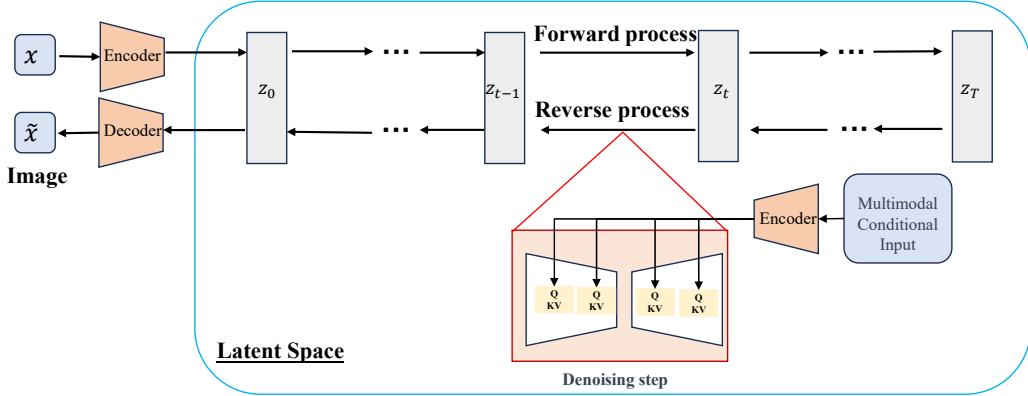 x
Encoder
z_0
...
z_{t−1}
Forward process
z_t
...
z_T
x̃
Decoder
...
Reverse process
...
Image
Encoder
Multimodal
Conditional
Input
Q
KV
Q
KV
Q
KV
Q
KV
Latent Space
Denoising step